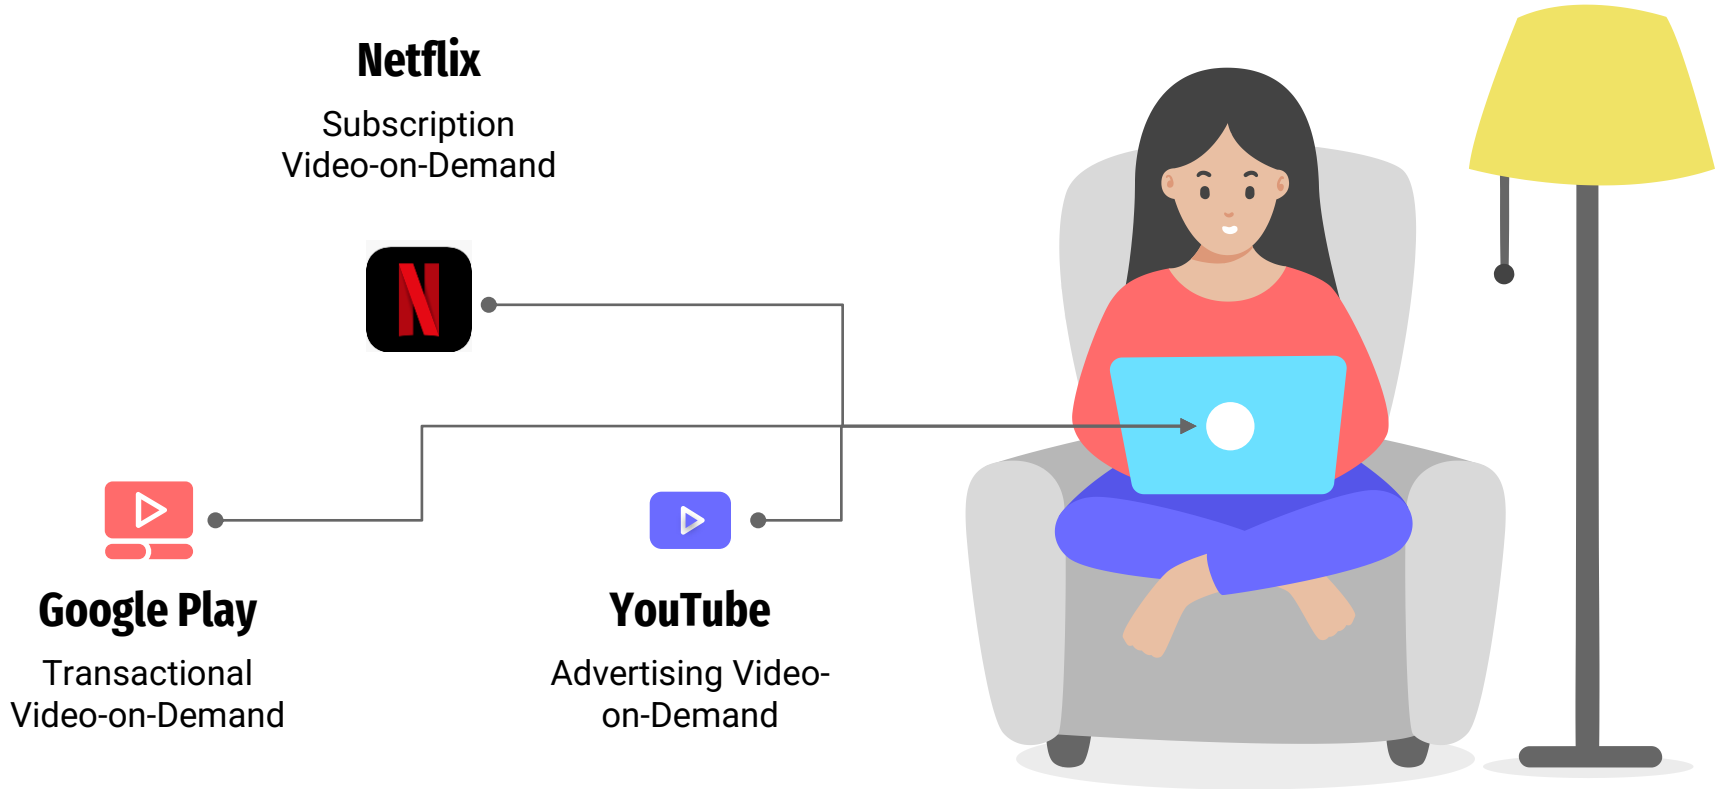 Netflix
Subscription
Video-on-Demand
N
Google Play
Transactional
Video-on-Demand
YouTube
Advertising Video-
on-Demand